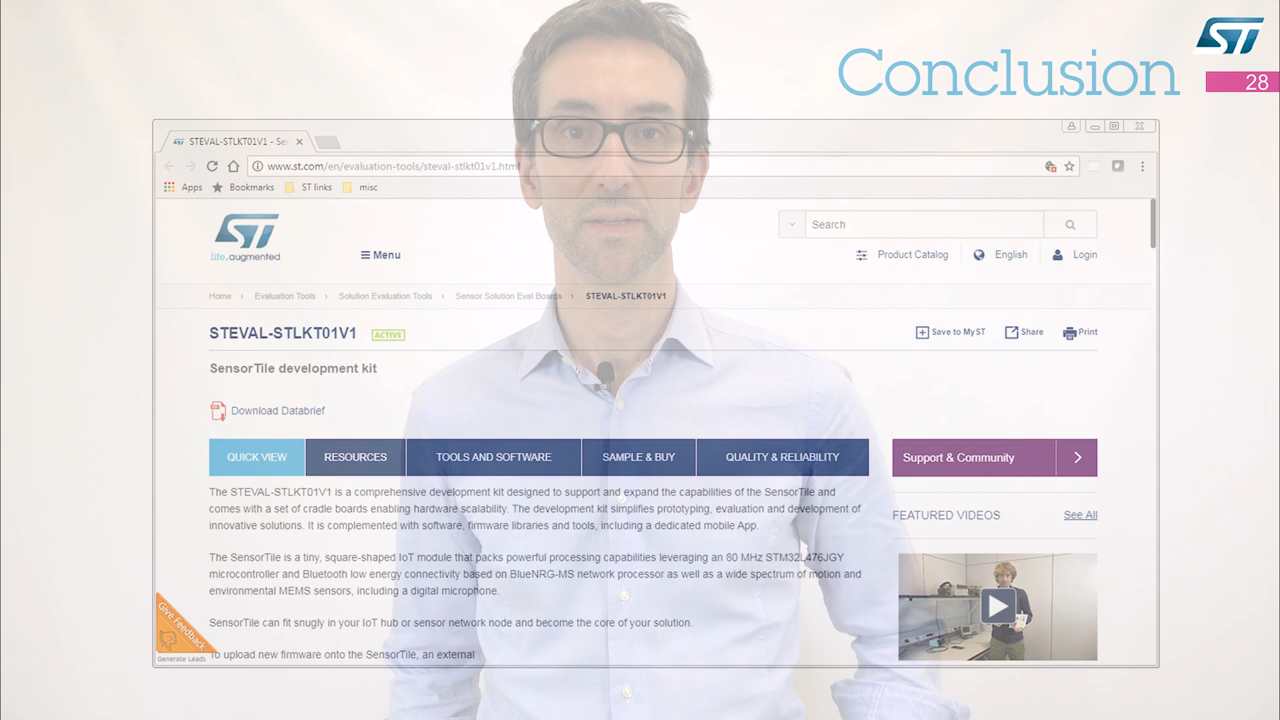 ST
Conclusion
28
STEVAL-STLKT01V1 - Se
www.st.com/en/evaluation-tools/steval-stlkt01v1.html
Apps Bookmarks ST links misc
ST
life.augmented
Menu
Search
Product Catalog English Login
Home > Evaluation Tools > Solution Evaluation Tools > Sensor Solution Eval Boards > STEVAL-STLKT01V1
STEVAL-STLKT01V1 ACTIVE
Save to MyST Share Print
SensorTile development kit
Download Databrief
QUICK VIEW RESOURCES TOOLS AND SOFTWARE SAMPLE & BUY QUALITY & RELIABILITY
Support & Community
The STEVAL-STLKT01V1 is a comprehensive development kit designed to support and expand the capabilities of the SensorTile and
comes with a set of cradle boards enabling hardware scalability. The development kit simplifies prototyping, evaluation and development of
innovative solutions. It is complemented with software, firmware libraries and tools, including a dedicated mobile App.
FEATURED VIDEOS See All
The SensorTile is a tiny, square-shaped IoT module that packs powerful processing capabilities leveraging an 80 MHz STM32L476JGY
microcontroller and Bluetooth low energy connectivity based on BlueNRG-MS network processor as well as a wide spectrum of motion and
environmental MEMS sensors, including a digital microphone.
SensorTile can fit snugly in your IoT hub or sensor network node and become the core of your solution.
To upload new firmware onto the SensorTile, an external
Give Feedback
Generate Leads